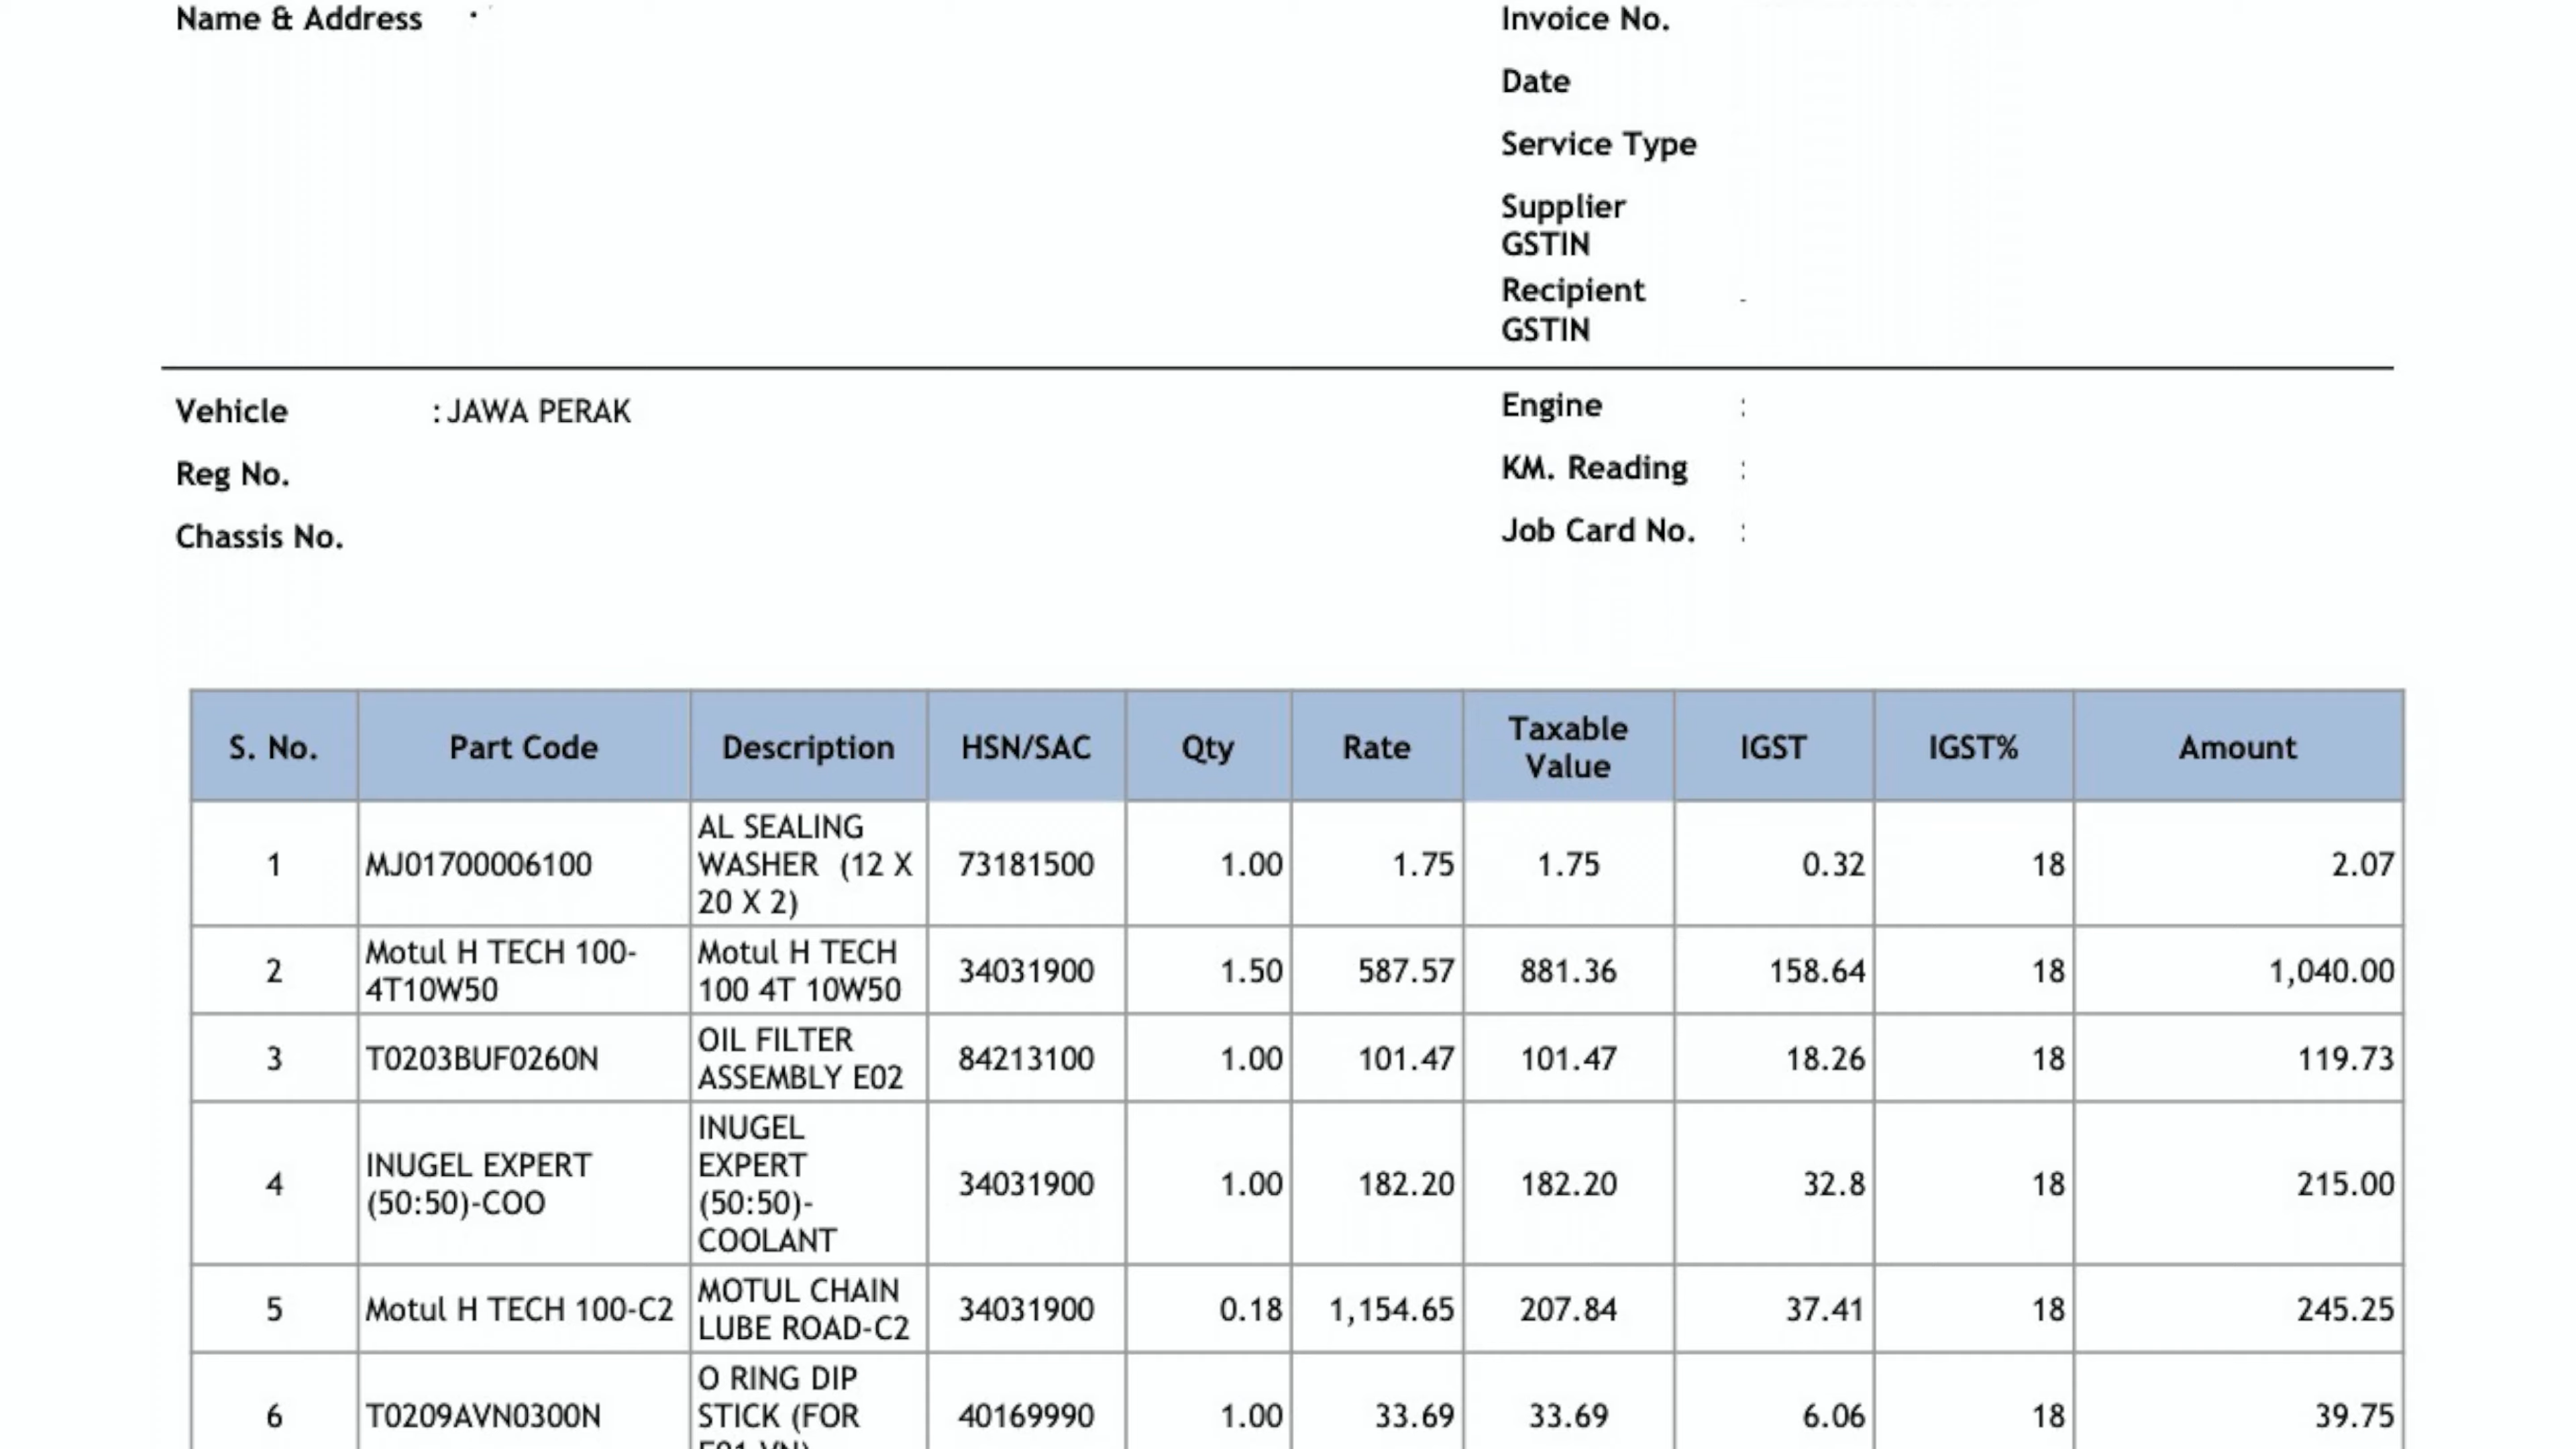 Name & Address
Invoice No.
Date
Service Type
Supplier
GSTIN
Recipient
GSTIN
Vehicle : JAWA PERAK
Engine :
Reg No.
KM. Reading :
Chassis No.
Job Card No. :
S. No. Part Code Description HSN/SAC Qty Rate Taxable Value IGST IGST% Amount
1 MJ01700006100 AL SEALING WASHER (12 X 20 X 2) 73181500 1.00 1.75 1.75 0.32 18 2.07
2 Motul H TECH 100-4T10W50 Motul H TECH 100 4T 10W50 34031900 1.50 587.57 881.36 158.64 18 1,040.00
3 T0203BUF0260N OIL FILTER ASSEMBLY E02 84213100 1.00 101.47 101.47 18.26 18 119.73
4 INUGEL EXPERT (50:50)-COO INUGEL EXPERT (50:50)-COOLANT 34031900 1.00 182.20 182.20 32.8 18 215.00
5 Motul H TECH 100-C2 MOTUL CHAIN LUBE ROAD-C2 34031900 0.18 1,154.65 207.84 37.41 18 245.25
6 T0209AVN0300N O RING DIP STICK (FOR 40169990 1.00 33.69 33.69 6.06 18 39.75